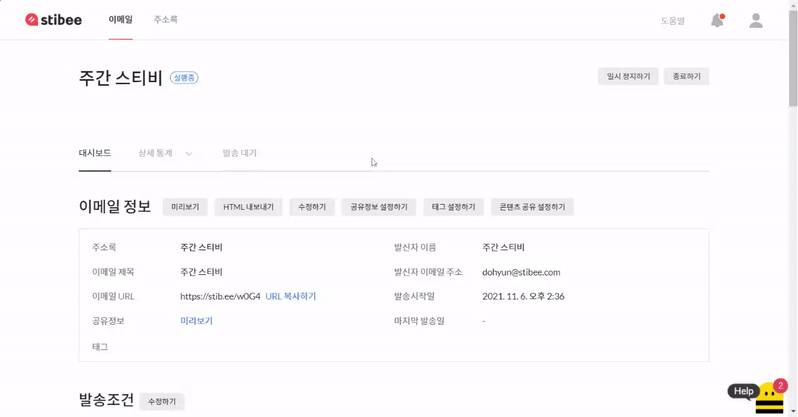 stibee 이메일 주소록 도움말
주간 스티비 실행중 일시 정지하기 종료하기
대시보드 상세 통계 발송 대기
이메일 정보 미리보기 HTML 내보내기 수정하기 공유정보 설정하기 태그 설정하기 콘텐츠 공유 설정하기
주소록 주간 스티비 발신자 이름 주간 스티비
이메일 제목 주간 스티비 발신자 이메일 주소 dohyun@stibee.com
이메일 URL https://stib.ee/w0G4 URL 복사하기 발송시작일 2021. 11. 6. 오후 2:36
공유정보 미리보기 마지막 발송일 -
태그
Help 2
발송조건 수정하기